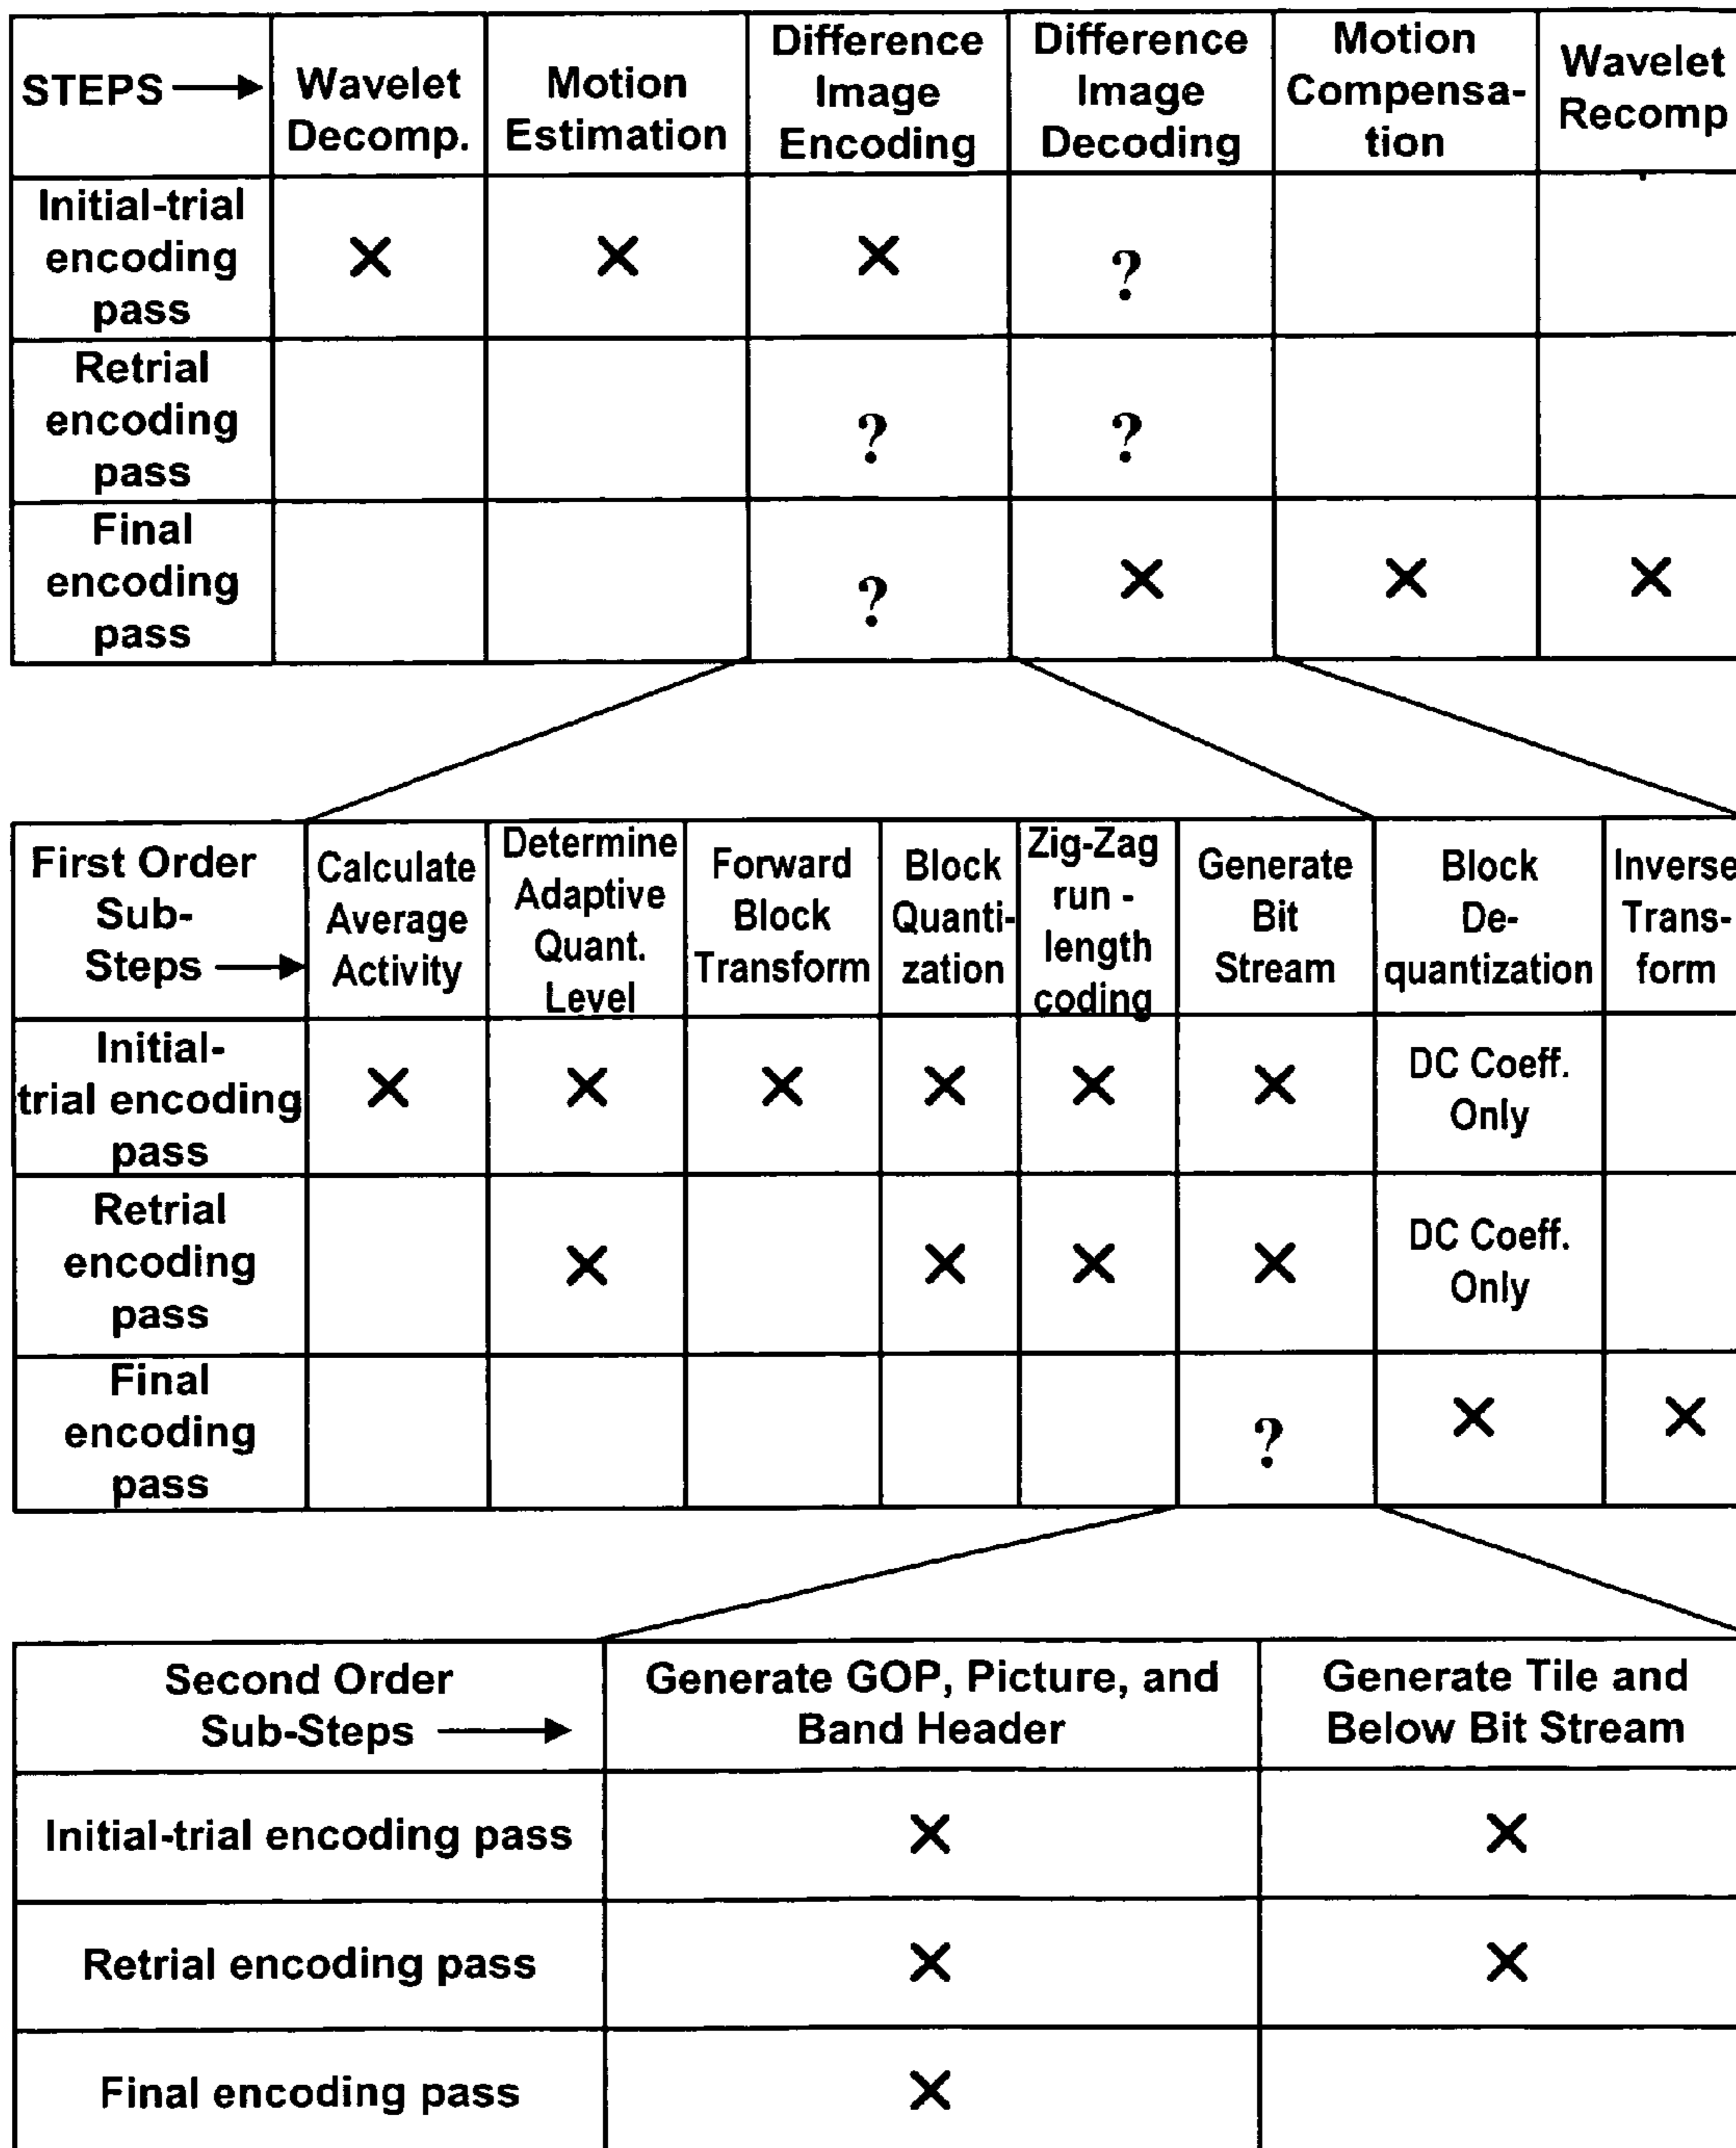 STEPS
Wavelet
Decomp.
Motion
Estimation
Difference
Image
Encoding
Difference
Image
Decoding
Motion
Compensa-
tion
Wavelet
Recomp
Initial-trial
encoding
pass
X
X
X
?
Retrial
encoding
pass
?
?
Final
encoding
pass
?
X
X
X
First Order
Sub-
Steps
Calculate
Average
Activity
Determine
Adaptive
Quant.
Level
Forward
Block
Transform
Block
Quanti-
zation
Zig-Zag
run -
length
coding
Generate
Bit
Stream
Block
De-
quantization
Inverse
Trans-
form
Initial-
trial encoding
pass
X
X
X
X
X
X
DC Coeff.
Only
Retrial
encoding
pass
X
X
X
X
DC Coeff.
Only
Final
encoding
pass
?
X
X
Second Order
Sub-Steps
Generate GOP, Picture, and
Band Header
Generate Tile and
Below Bit Stream
Initial-trial encoding pass
X
X
Retrial encoding pass
X
X
Final encoding pass
X